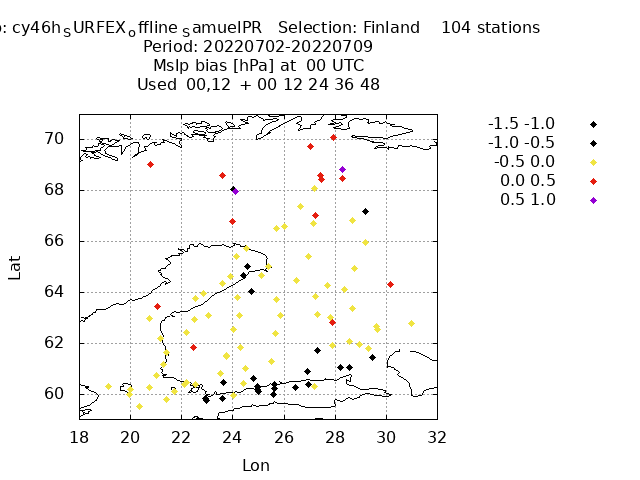 : cy46h_SURFEX_offline_SamuelPR Selection: Finland 104 stations
Period: 20220702-20220709
Mslp bias [hPa] at 00 UTC
Used 00,12 + 00 12 24 36 48
-1.5 -1.0
-1.0 -0.5
-0.5 0.0
0.0 0.5
0.5 1.0
70
68
66
64
62
60
Lat
18 20 22 24 26 28 30 32
Lon